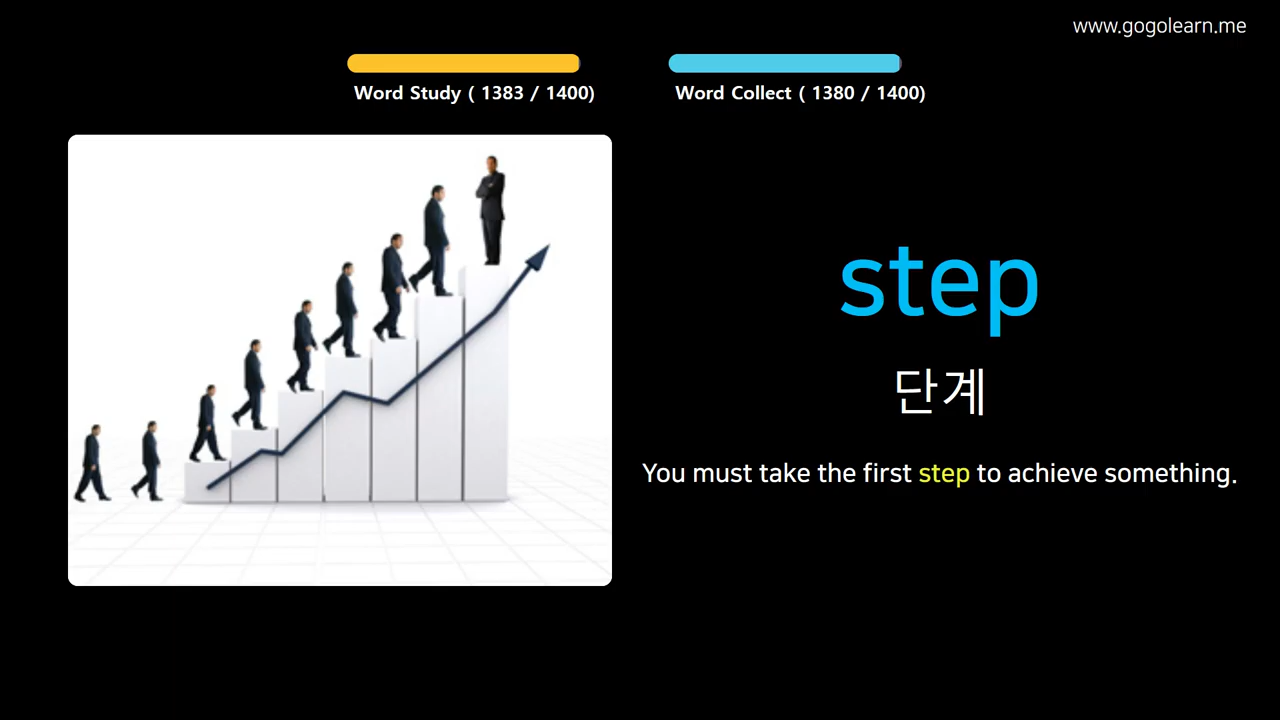 www.gogolearn.me
Word Study ( 1383 / 1400)
Word Collect ( 1380 / 1400)
step
단계
You must take the first step to achieve something.